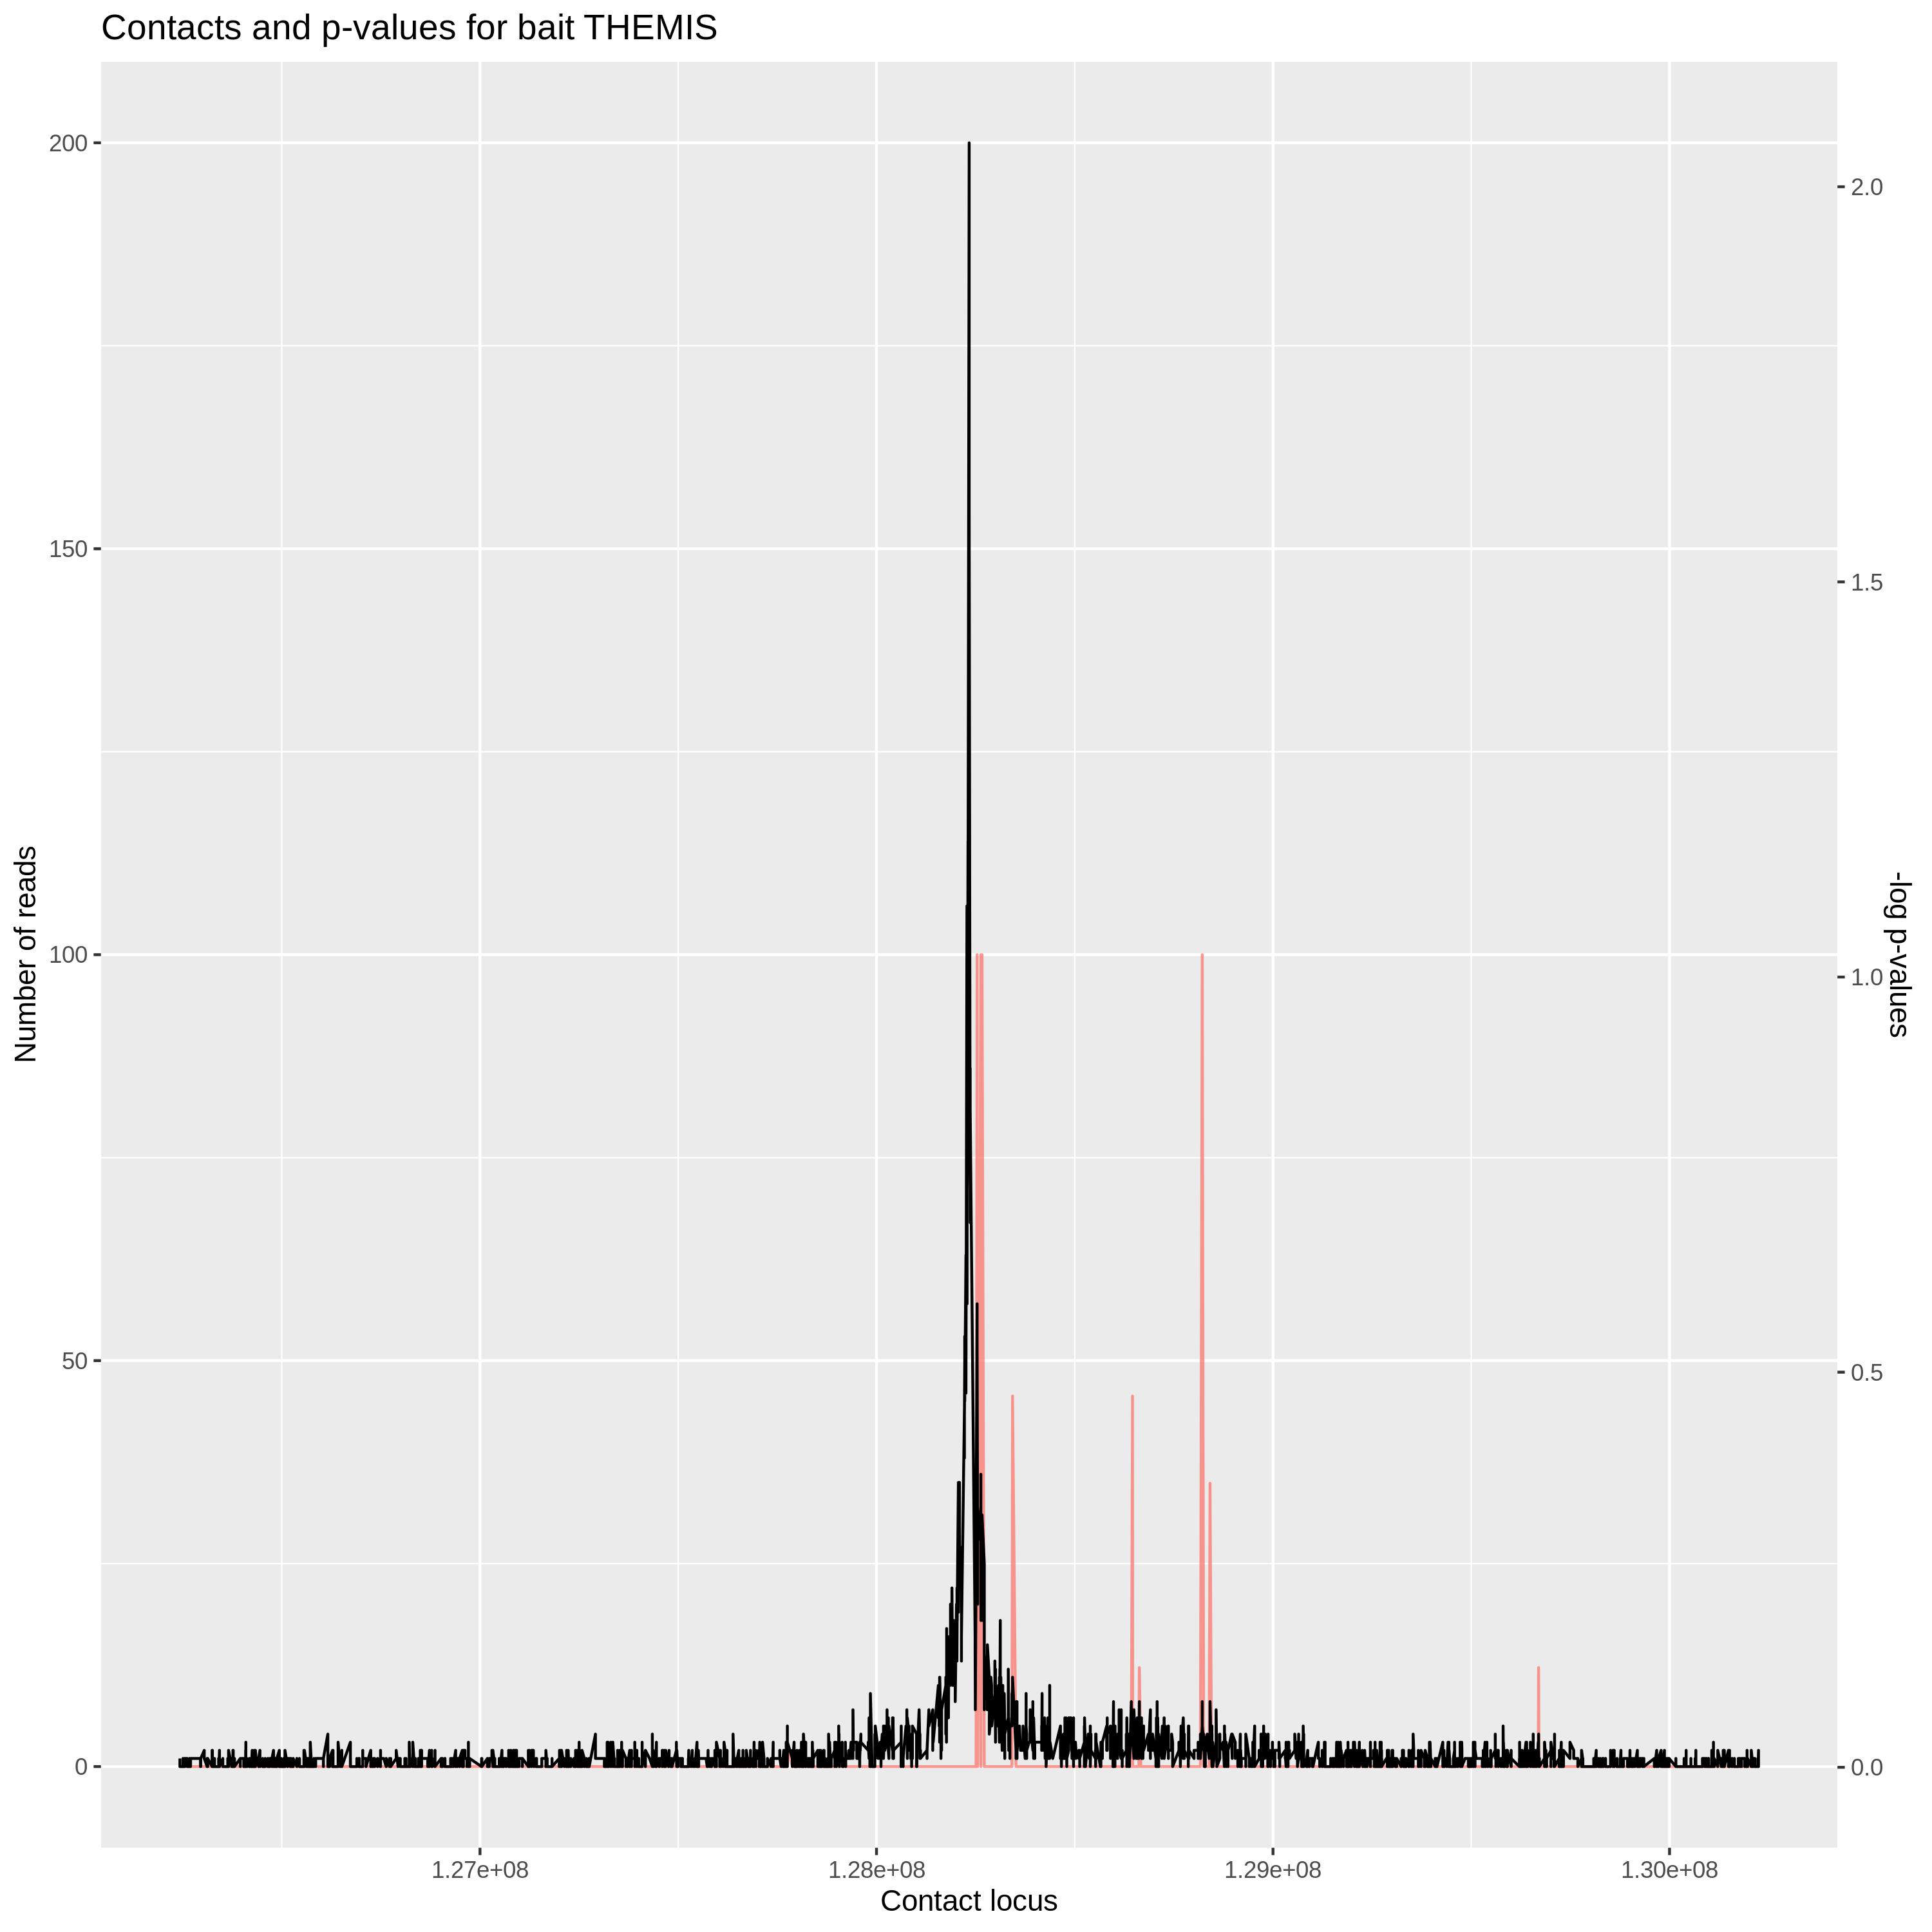 Contacts and p-values for bait THEMIS
200
150
100
50
0
Number of reads
2.0
1.5
1.0
0.5
0.0
-log p-values
1.27e+08
1.28e+08
1.29e+08
1.30e+08
Contact locus